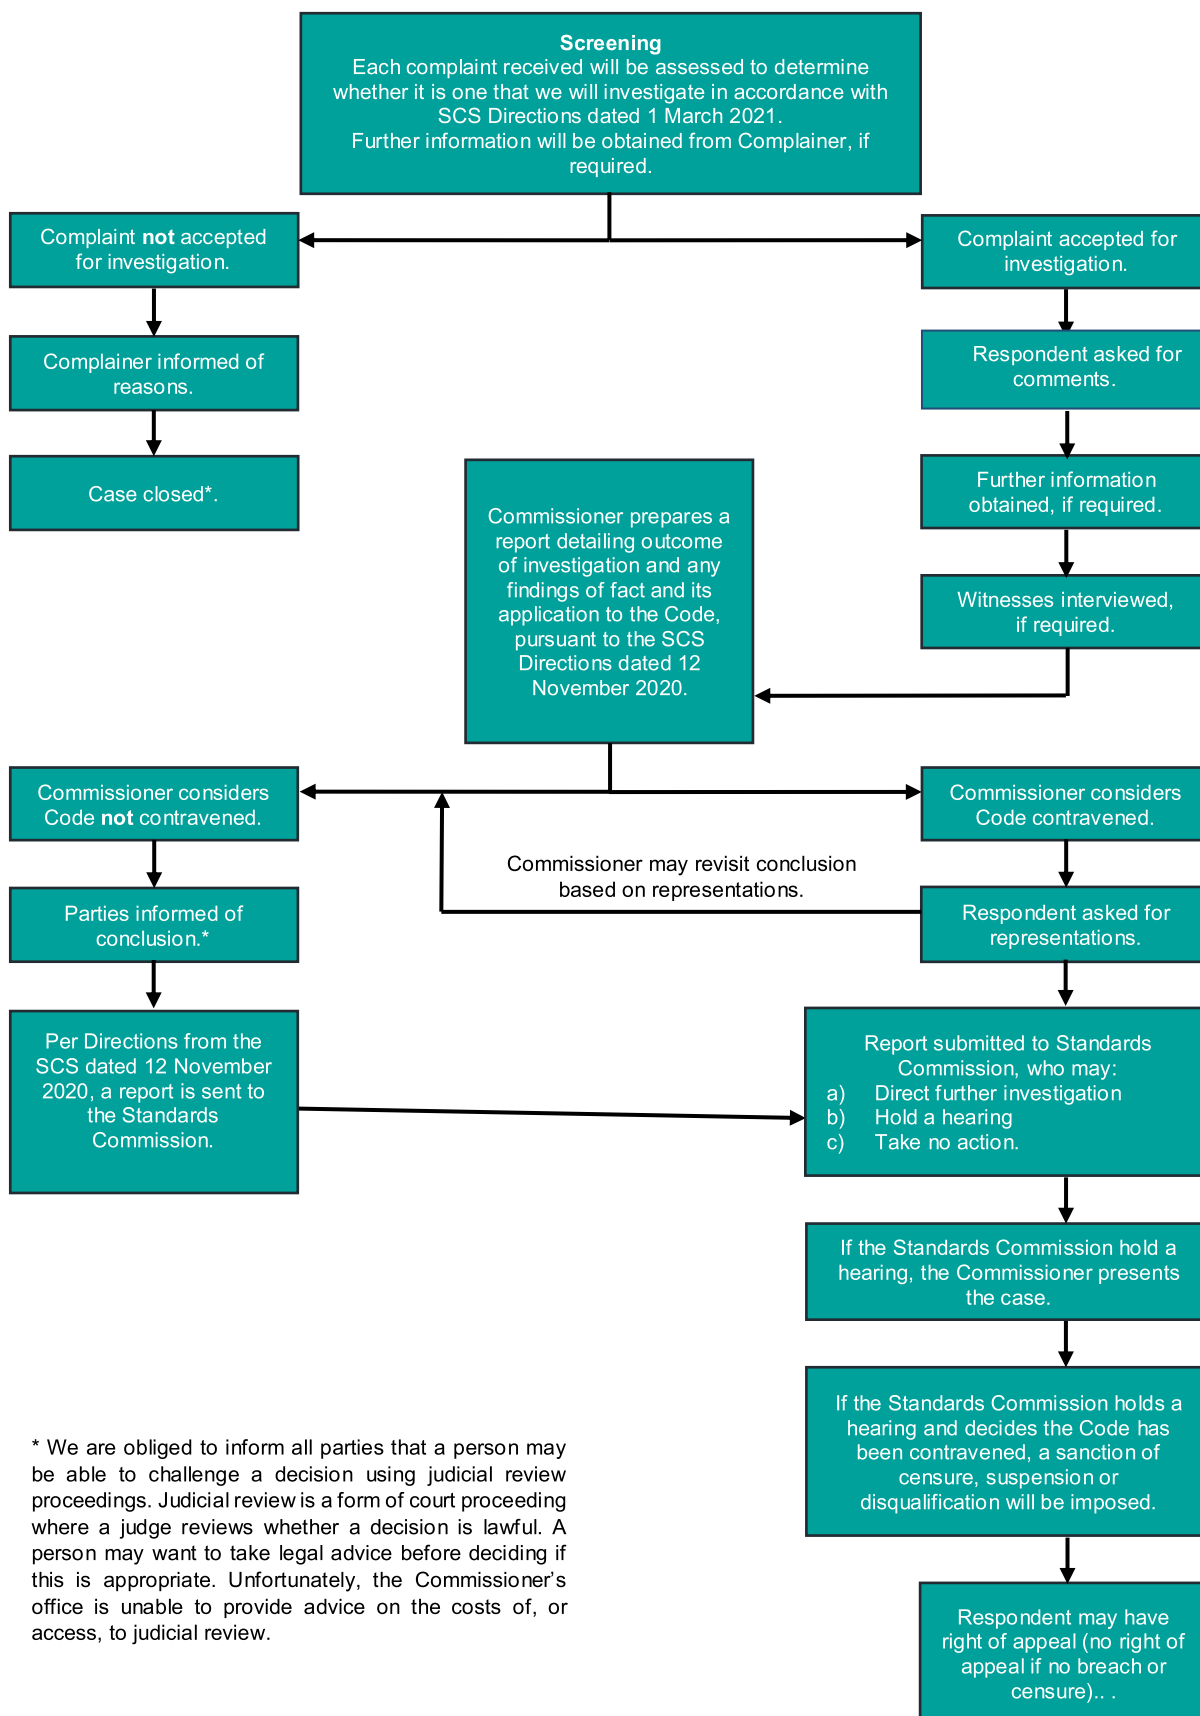 Screening
Each complaint received will be assessed to determine
whether it is one that we will investigate in accordance with
SCS Directions dated 1 March 2021.
Further information will be obtained from Complainer, if
required.
Complaint not accepted
for investigation.
Complaint accepted for
investigation.
Complainer informed of
reasons.
Respondent asked for
comments.
Case closed*.
Further information
obtained, if required.
Witnesses interviewed,
if required.
Commissioner prepares a
report detailing outcome
of investigation and any
findings of fact and its
application to the Code,
pursuant to the SCS
Directions dated 12
November 2020.
Commissioner considers
Code not contravened.
Commissioner considers
Code contravened.
Commissioner may revisit conclusion
based on representations.
Parties informed of
conclusion.*
Respondent asked for
representations.
Per Directions from the
SCS dated 12 November
2020, a report is sent to
the Standards
Commission.
Report submitted to Standards
Commission, who may:
a) Direct further investigation
b) Hold a hearing
c) Take no action.
If the Standards Commission hold a
hearing, the Commissioner presents
the case.
If the Standards Commission holds a
hearing and decides the Code has
been contravened, a sanction of
censure, suspension or
disqualification will be imposed.
Respondent may have
right of appeal (no right of
appeal if no breach or
censure).. .
* We are obliged to inform all parties that a person may
be able to challenge a decision using judicial review
proceedings. Judicial review is a form of court proceeding
where a judge reviews whether a decision is lawful. A
person may want to take legal advice before deciding if
this is appropriate. Unfortunately, the Commissioner’s
office is unable to provide advice on the costs of, or
access, to judicial review.